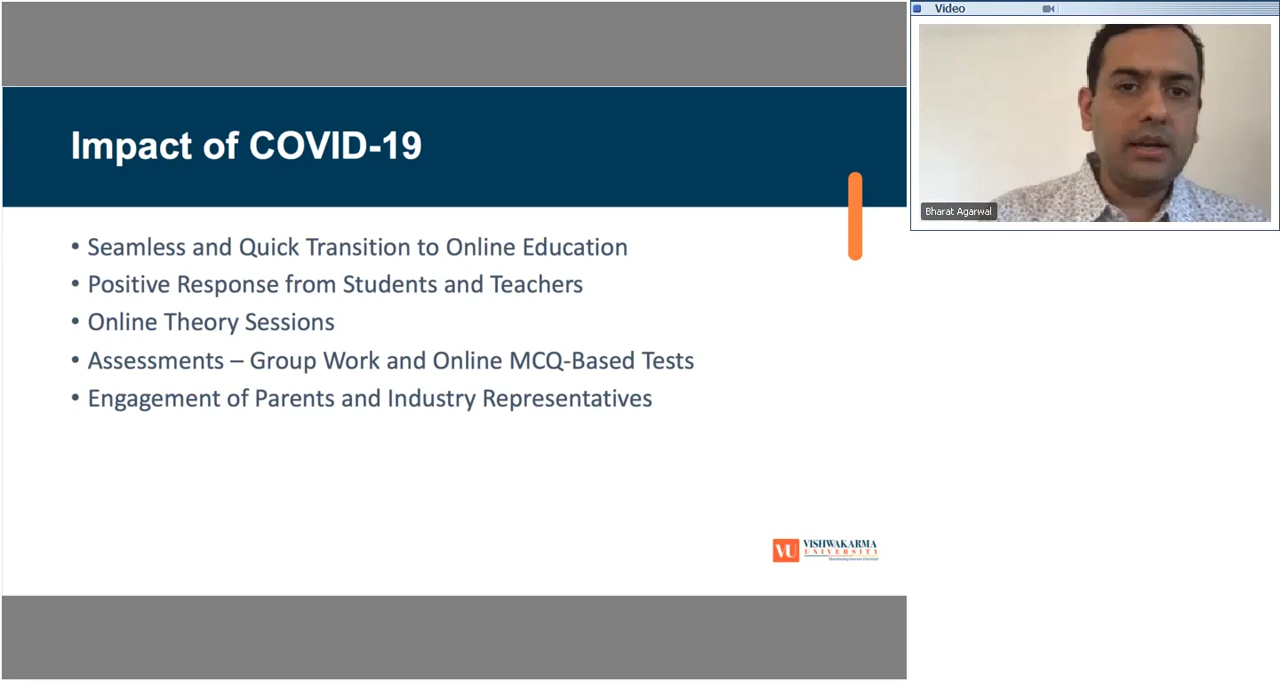 Video
Impact of COVID-19
• Seamless and Quick Transition to Online Education
• Positive Response from Students and Teachers
• Online Theory Sessions
• Assessments – Group Work and Online MCQ-Based Tests
• Engagement of Parents and Industry Representatives
Bharat Agarwal
VU VISHWAKARMA
UNIVERSITY